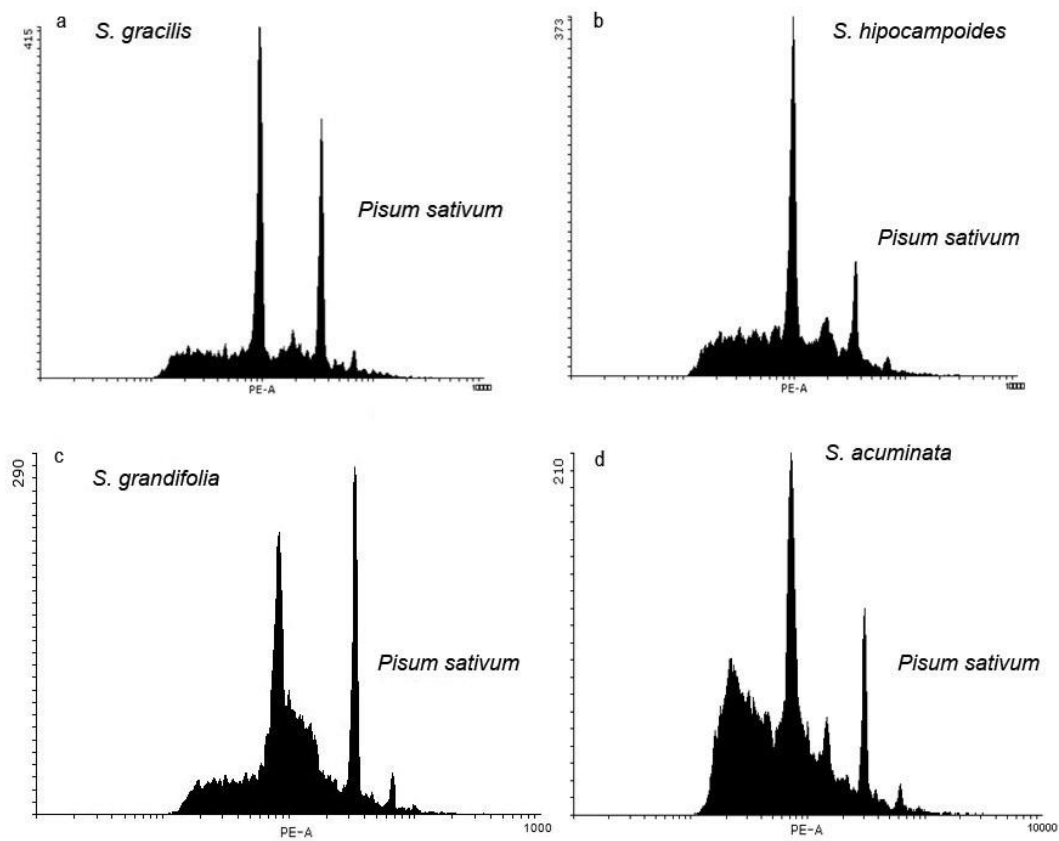 a
S. gracilis
415
Pisum sativum
PE-A
10000
b
S. hipocampoides
373
Pisum sativum
PE-A
10000
c
S. grandifolia
290
Pisum sativum
PE-A
1000
d
S. acuminata
210
Pisum sativum
PE-A
10000